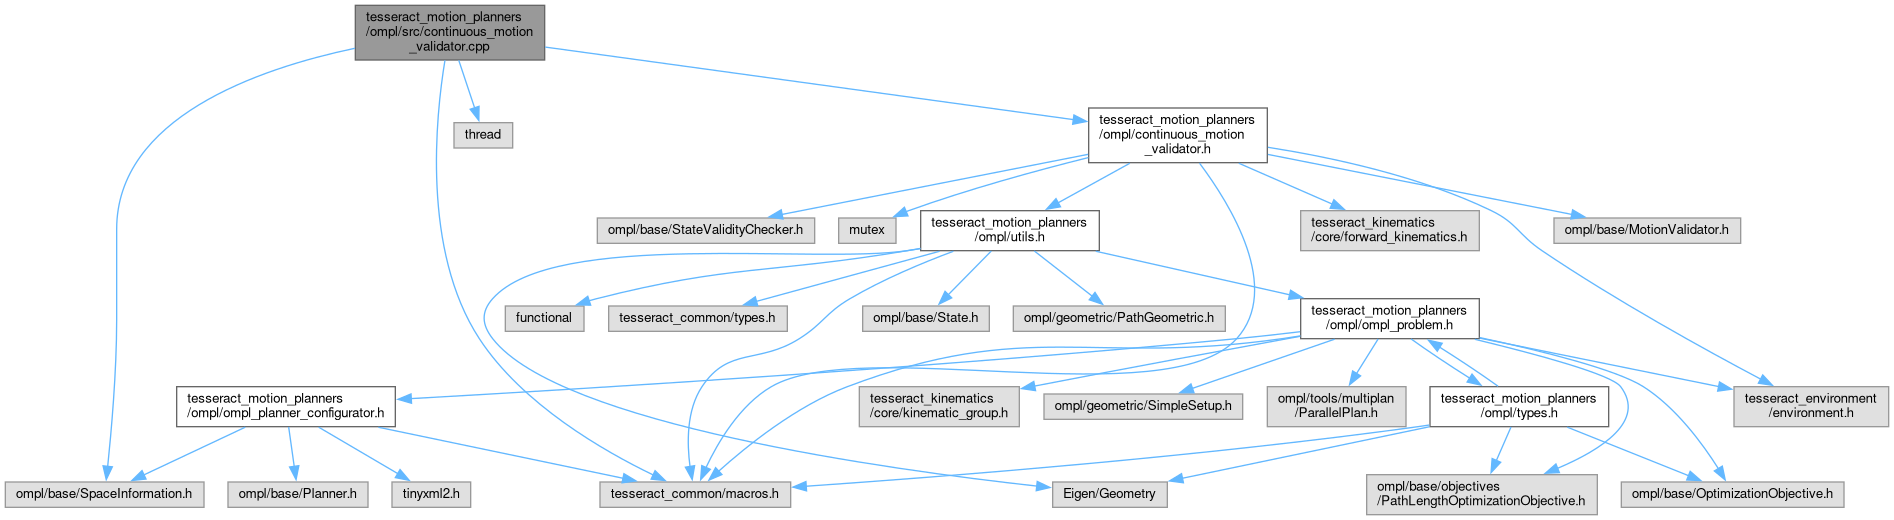 tesseract_motion_planners
/ompl/src/continuous_motion
_validator.cpp
thread
tesseract_motion_planners
/ompl/continuous_motion
_validator.h
ompl/base/StateValidityChecker.h
mutex
tesseract_motion_planners
/ompl/utils.h
tesseract_kinematics
/core/forward_kinematics.h
ompl/base/MotionValidator.h
functional
tesseract_common/types.h
ompl/base/State.h
ompl/geometric/PathGeometric.h
tesseract_motion_planners
/ompl/ompl_problem.h
tesseract_motion_planners
/ompl/ompl_planner_configurator.h
tesseract_kinematics
/core/kinematic_group.h
ompl/geometric/SimpleSetup.h
ompl/tools/multiplan
/ParallelPlan.h
tesseract_motion_planners
/ompl/types.h
tesseract_environment
/environment.h
ompl/base/SpaceInformation.h
ompl/base/Planner.h
tinyxml2.h
tesseract_common/macros.h
Eigen/Geometry
ompl/base/objectives
/PathLengthOptimizationObjective.h
ompl/base/OptimizationObjective.h